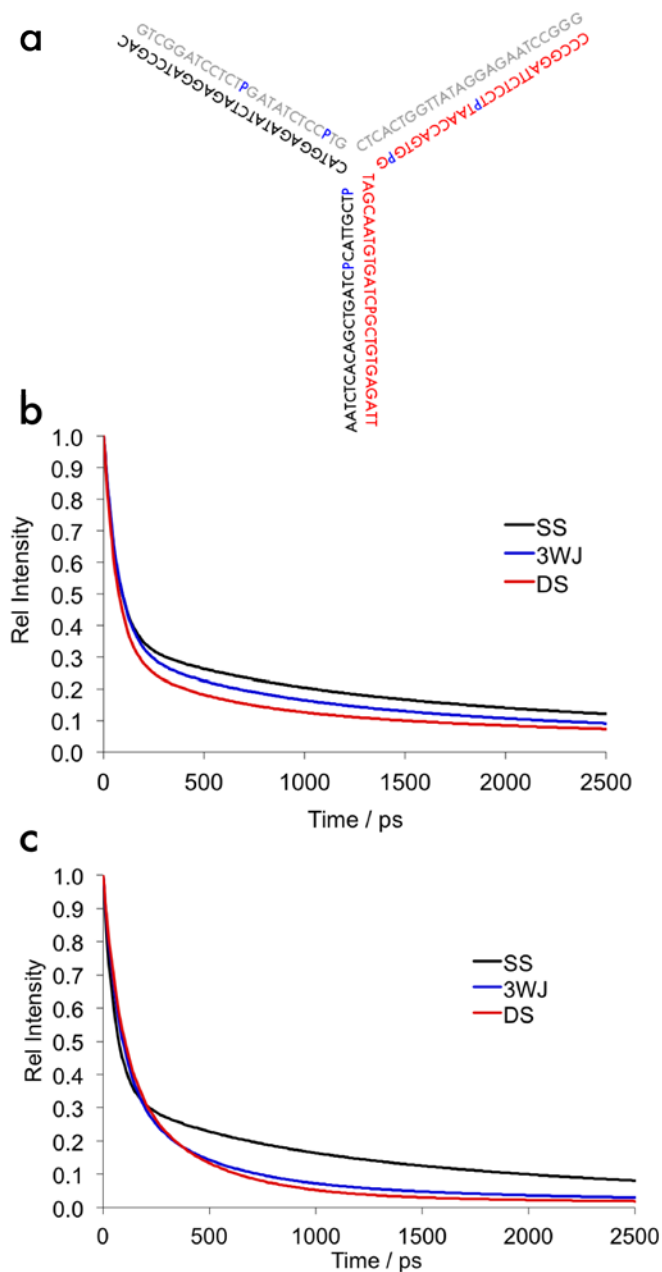 a
GTCGGATCCTCTPGATATCTCCPTG
CATGGAGATATCTAGAGGATCCGAC
CTCACTGGTTATAGGAGAATCCGGG
CCCGGATTCTCCTPTAACCAGTGPG
AATCTCACAGCTGATCPCATTGCTP
TAGCAATGTGATCPGCTGTGAGATT
b
1.0
0.9
0.8
0.7
0.6
0.5
0.4
0.3
0.2
0.1
0.0
Rel Intensity
SS
3WJ
DS
0 500 1000 1500 2000 2500
Time / ps
c
1.0
0.9
0.8
0.7
0.6
0.5
0.4
0.3
0.2
0.1
0.0
Rel Intensity
SS
3WJ
DS
0 500 1000 1500 2000 2500
Time / ps